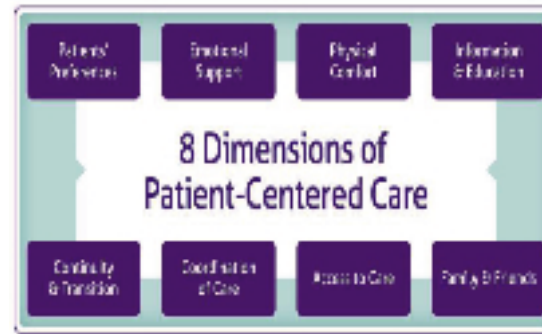 Patients'
Preferences
Emotional
Support
Physical
Comfort
Information
& Education
8 Dimensions of
Patient-Centered Care
Continuity
& Transition
Coordination
of Care
Access to Care
Family & Friends